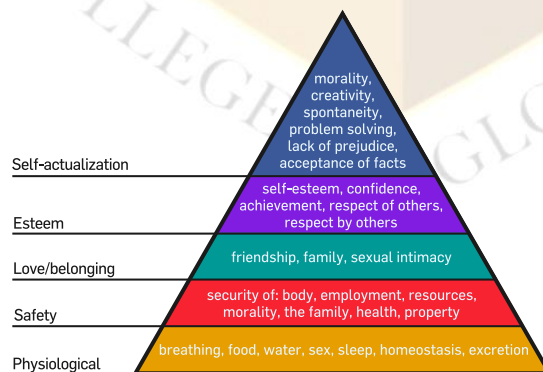 LLEGE
GLO
morality,
creativity,
spontaneity,
problem solving,
lack of prejudice,
acceptance of facts
Self-actualization
self-esteem, confidence,
achievement, respect of others,
respect by others
Esteem
friendship, family, sexual intimacy
Love/belonging
security of: body, employment, resources,
morality, the family, health, property
Safety
breathing, food, water, sex, sleep, homeostasis, excretion
Physiological